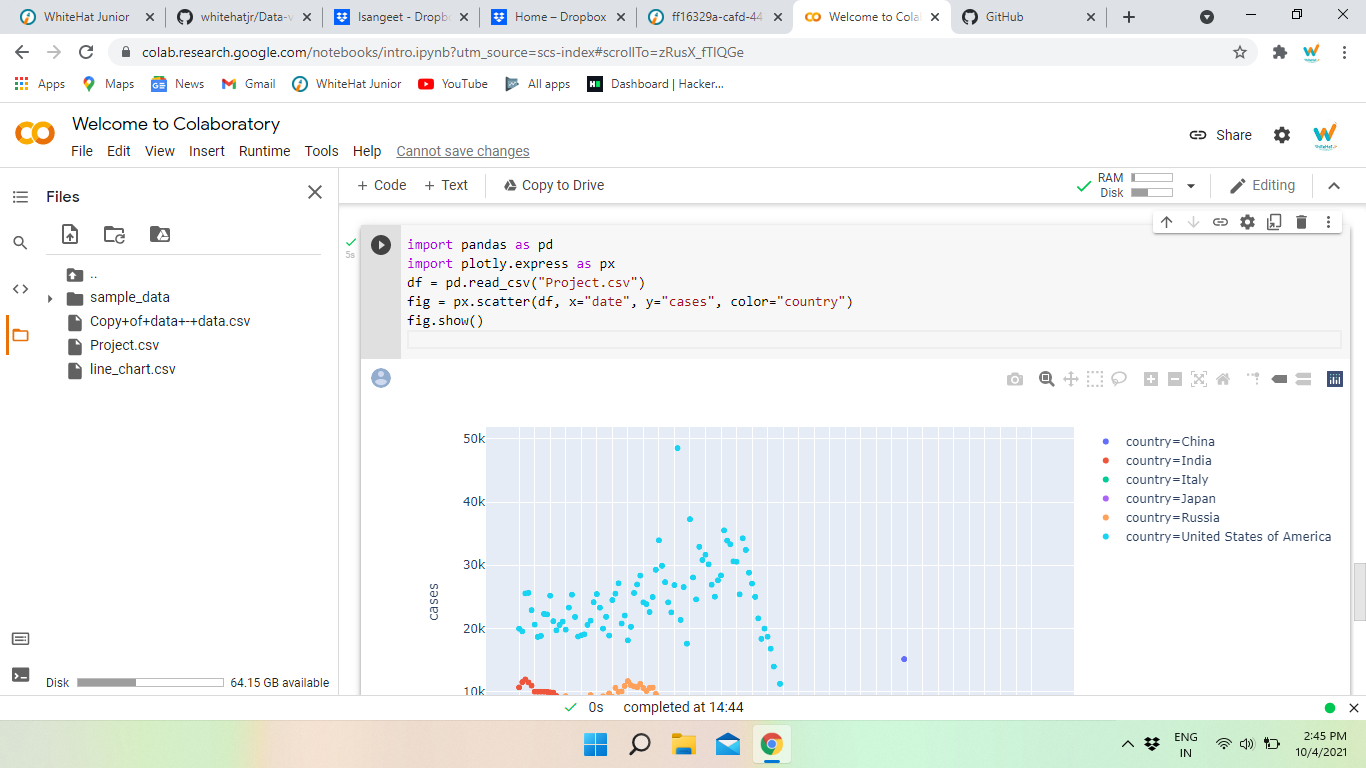 WhiteHat Junior
whitehatjr/Data-v
Isangeet - Dropbo
Home – Dropbox
ff16329a-cafd-44
Welcome to Colab
GitHub
colab.research.google.com/notebooks/intro.ipynb?utm_source=scs-index#scrollTo=zRusX_fTlQGe
Apps
Maps
News
Gmail
WhiteHat Junior
YouTube
All apps
Dashboard | Hacker...
Welcome to Colaboratory
File Edit View Insert Runtime Tools Help Cannot save changes
Share
Files
+ Code + Text
Copy to Drive
RAM
Disk
Editing
..
sample_data
Copy+of+data+-+data.csv
Project.csv
line_chart.csv
Disk
64.15 GB available
5s
import pandas as pd
import plotly.express as px
df = pd.read_csv("Project.csv")
fig = px.scatter(df, x="date", y="cases", color="country")
fig.show()
50k
40k
30k
20k
10k
cases
country=China
country=India
country=Italy
country=Japan
country=Russia
country=United States of America
0s completed at 14:44
ENG
IN
2:45 PM
10/4/2021